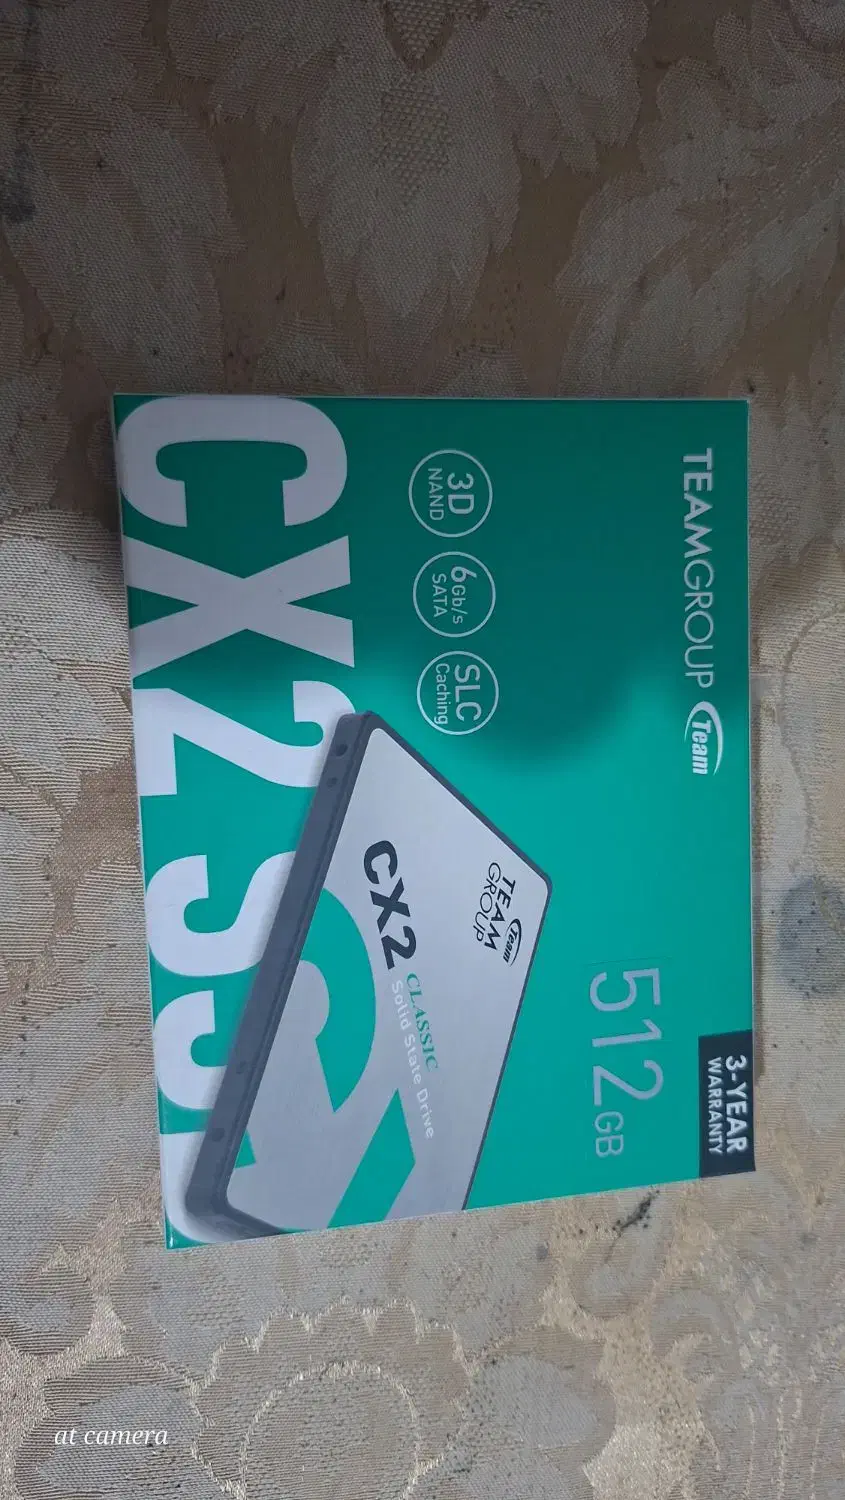 TEAMGROUP Team
3-YEAR
WARRANTY
512GB
3D
NAND
6Gb/s
SATA
SLC
Caching
TEAM
GROUP Team
CX2 CLASSIC
Solid State Drive
CX2 SS
at camera